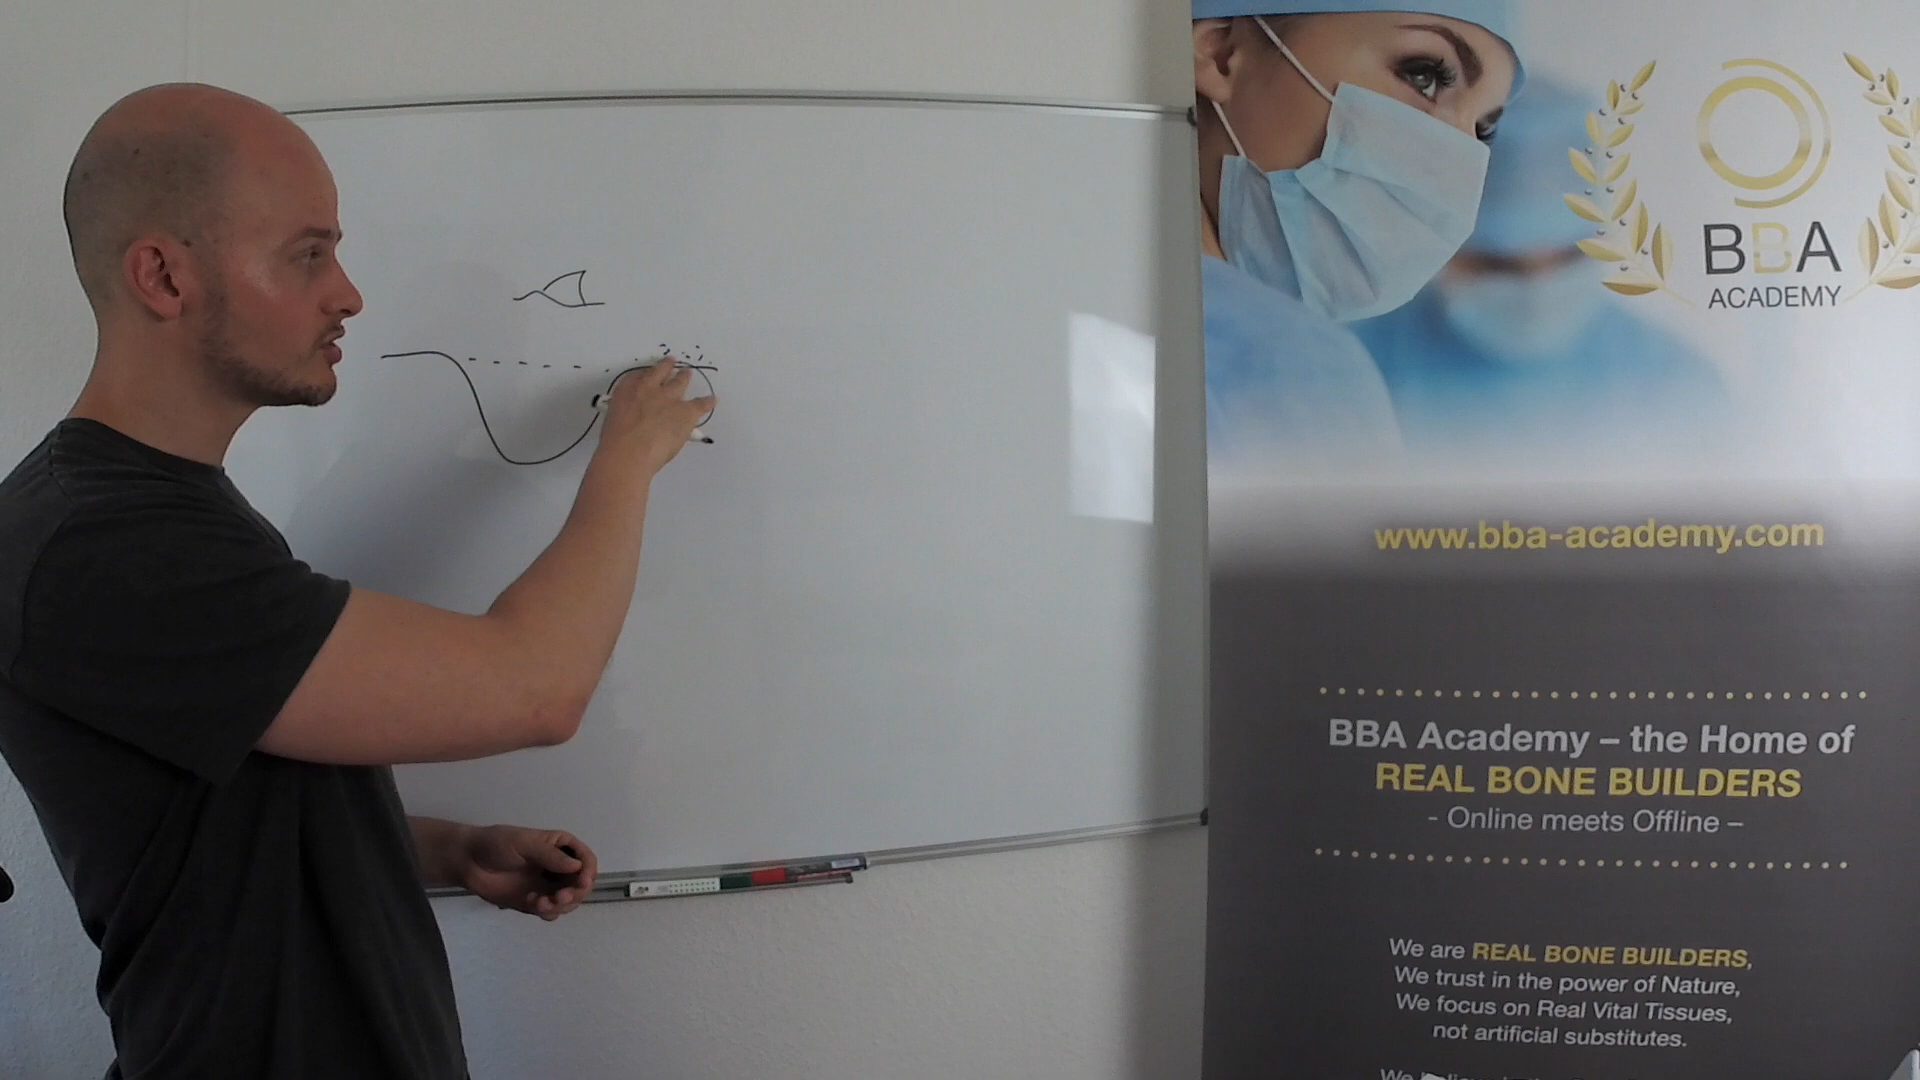 BBA
ACADEMY
www.bba-academy.com
BBA Academy – the Home of
REAL BONE BUILDERS
- Online meets Offline –
We are REAL BONE BUILDERS,
We trust in the power of Nature,
We focus on Real Vital Tissues,
not artificial substitutes.
We